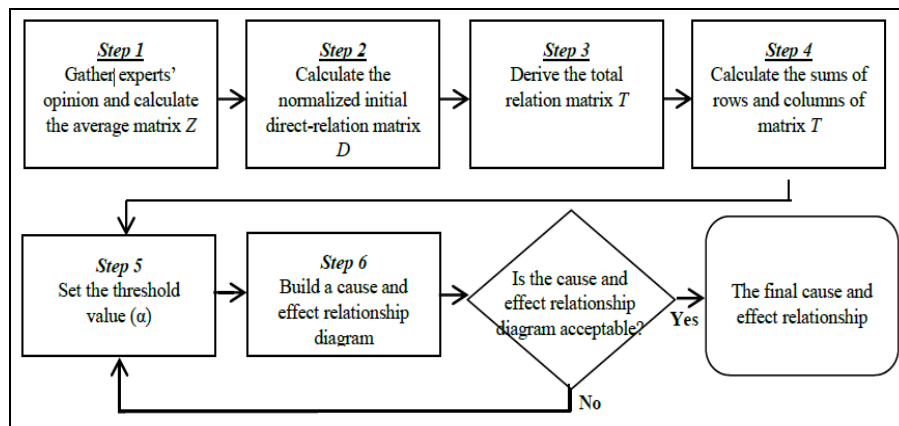 Step 1
Gather experts'
opinion and calculate
the average matrix Z
Step 2
Calculate the
normalized initial
direct-relation matrix
D
Step 3
Derive the total
relation matrix T
Step 4
Calculate the sums of
rows and columns of
matrix T
Step 5
Set the threshold
value (α)
Step 6
Build a cause and
effect relationship
diagram
Is the cause and
effect relationship
diagram acceptable?
Yes
No
The final cause and
effect relationship